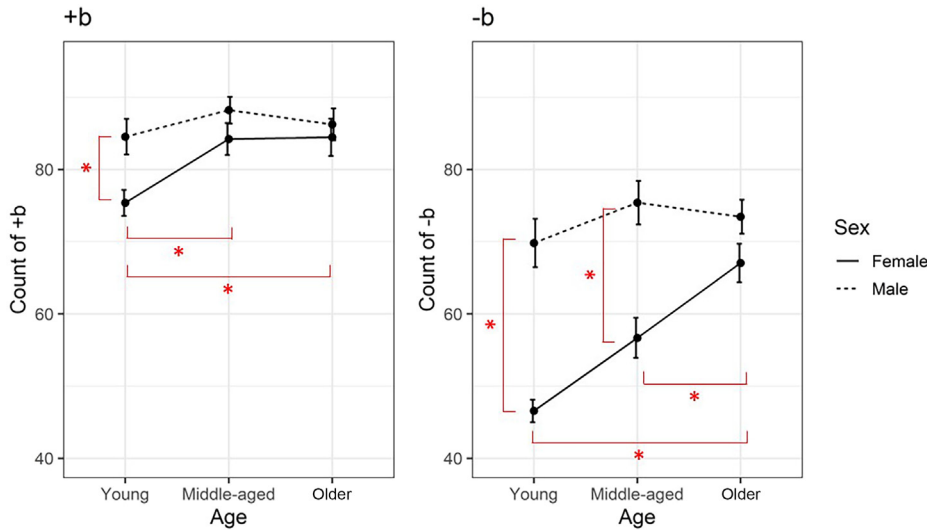 +b
-b
80
60
40
Count of +b
Young Middle-aged Older
Age
*
*
*
80
60
40
Count of -b
Young Middle-aged Older
Age
*
*
*
*
Sex
Female
Male